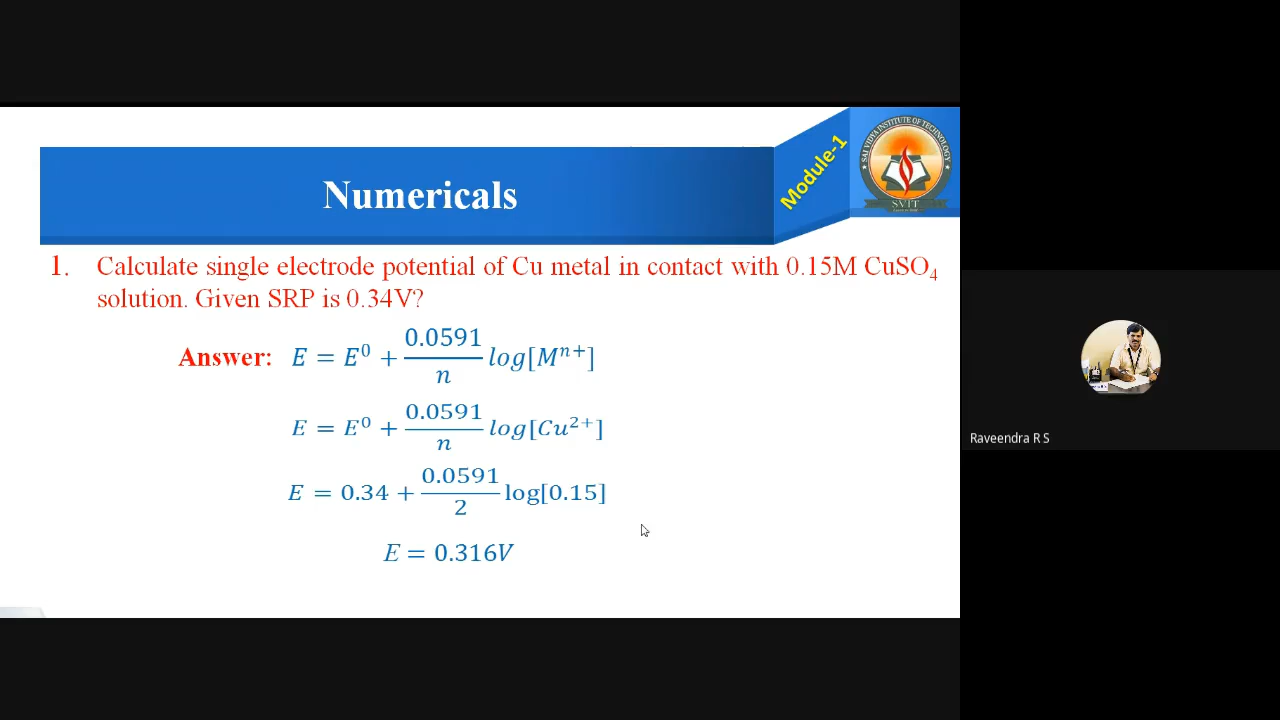 Module-1
SAI VIDYA INSTITUTE OF TECHNOLOGY
SVIT
Numericals
1. Calculate single electrode potential of Cu metal in contact with 0.15M CuSO₄
solution. Given SRP is 0.34V?
Answer: E = E⁰ + 0.0591/n log[Mⁿ⁺]
E = E⁰ + 0.0591/n log[Cu²⁺]
E = 0.34 + 0.0591/2 log[0.15]
E = 0.316V
Raveendra R S